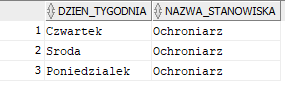 DZIEN_TYGODNIA NAZWA_STANOWISKA
1 Czwartek Ochroniarz
2 Sroda Ochroniarz
3 Poniedzialek Ochroniarz